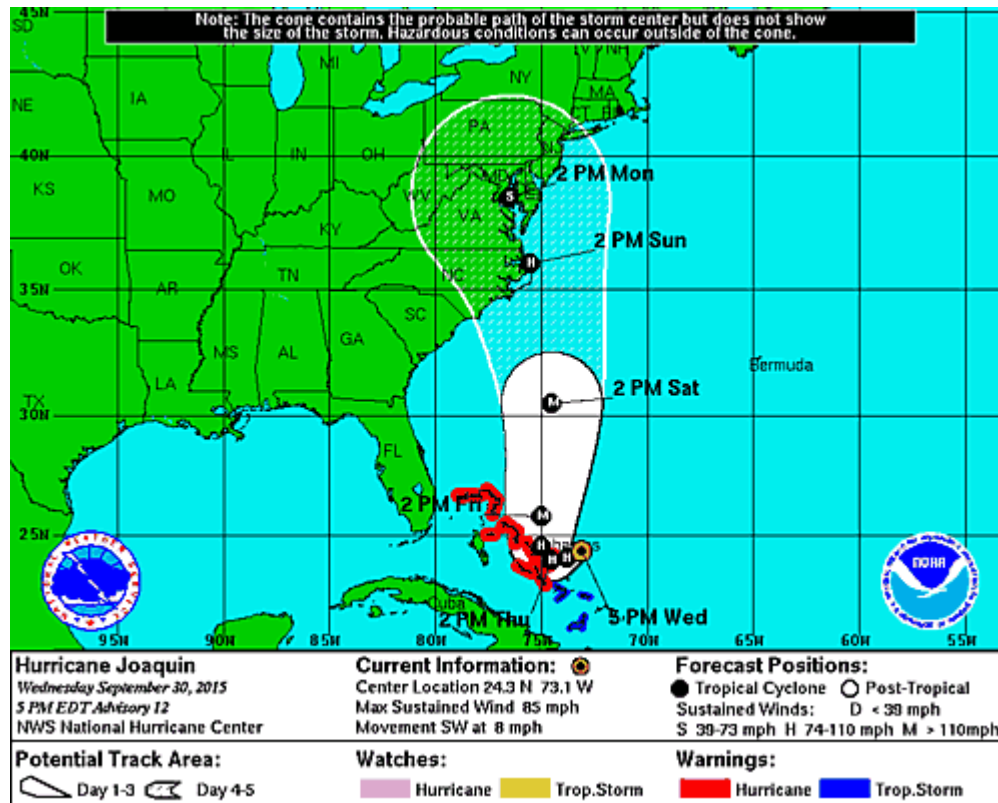 Note: The cone contains the probable path of the storm center but does not show
the size of the storm. Hazardous conditions can occur outside of the cone.
45N
SD
MI
NH
NY
MA
NE
IA
CT
PA
40N
IL
IN
OH
NJ
KS
MO
WV
MD
DE
2 PM Mon
VA
KY
2 PM Sun
OK
TN
NC
35N
AR
SC
MS
AL
GA
Bermuda
LA
2 PM Sat
TX
30N
FL
2 PM Fri
25N
NOAA
Cuba
2 PM Thu
5 PM Wed
95W 90W 85W 80W 75W 70W 65W 60W 55W
Hurricane Joaquin
Wednesday September 30, 2015
5 PM EDT Advisory 12
NWS National Hurricane Center
Current Information:
Center Location 24.3 N 73.1 W
Max Sustained Wind 85 mph
Movement SW at 8 mph
Forecast Positions:
Tropical Cyclone Post-Tropical
Sustained Winds: D < 39 mph
S 39-73 mph H 74-110 mph M > 110mph
Potential Track Area:
Day 1-3 Day 4-5
Watches:
Hurricane Trop.Storm
Warnings:
Hurricane Trop.Storm